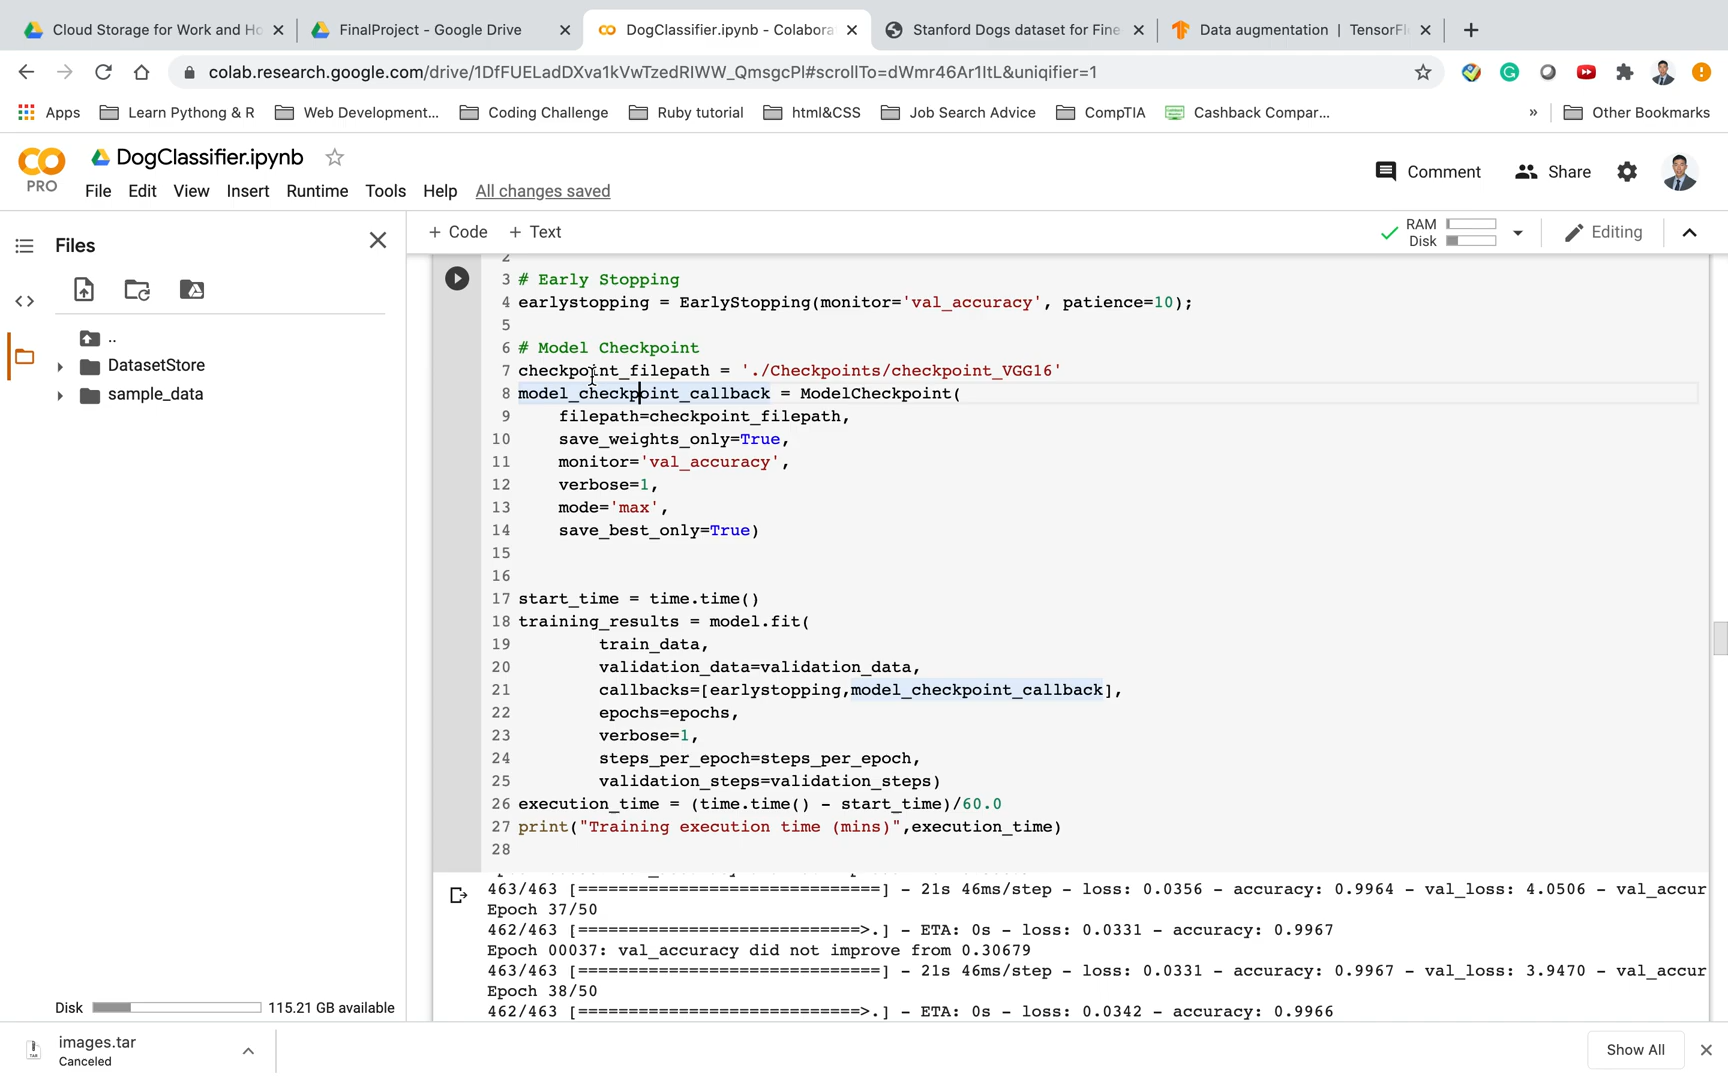 Cloud Storage for Work and Ho
FinalProject - Google Drive
DogClassifier.ipynb - Colabora
Stanford Dogs dataset for Fine
Data augmentation | TensorFl
colab.research.google.com/drive/1DfFUELadDXva1kVwTzedRIWW_QmsgcPl#scrollTo=dWmr46Ar1ItL&uniqifier=1
Apps
Learn Pythong & R
Web Development...
Coding Challenge
Ruby tutorial
html&CSS
Job Search Advice
CompTIA
Cashback Compar...
»
Other Bookmarks
PRO
DogClassifier.ipynb
File Edit View Insert Runtime Tools Help All changes saved
Comment
Share
Files
+ Code + Text
RAM
Disk
Editing
..
DatasetStore
sample_data
2
3 # Early Stopping
4 earlystopping = EarlyStopping(monitor='val_accuracy', patience=10);
5
6 # Model Checkpoint
7 checkpoint_filepath = './Checkpoints/checkpoint_VGG16'
8 model_checkpoint_callback = ModelCheckpoint(
9 filepath=checkpoint_filepath,
10 save_weights_only=True,
11 monitor='val_accuracy',
12 verbose=1,
13 mode='max',
14 save_best_only=True)
15
16
17 start_time = time.time()
18 training_results = model.fit(
19 train_data,
20 validation_data=validation_data,
21 callbacks=[earlystopping,model_checkpoint_callback],
22 epochs=epochs,
23 verbose=1,
24 steps_per_epoch=steps_per_epoch,
25 validation_steps=validation_steps)
26 execution_time = (time.time() - start_time)/60.0
27 print("Training execution time (mins)",execution_time)
28
463/463 [==============================] - 21s 46ms/step - loss: 0.0356 - accuracy: 0.9964 - val_loss: 4.0506 - val_accur
Epoch 37/50
462/463 [============================>.] - ETA: 0s - loss: 0.0331 - accuracy: 0.9967
Epoch 00037: val_accuracy did not improve from 0.30679
463/463 [==============================] - 21s 46ms/step - loss: 0.0331 - accuracy: 0.9967 - val_loss: 3.9470 - val_accur
Epoch 38/50
462/463 [============================>.] - ETA: 0s - loss: 0.0342 - accuracy: 0.9966
Disk
115.21 GB available
images.tar
Canceled
Show All